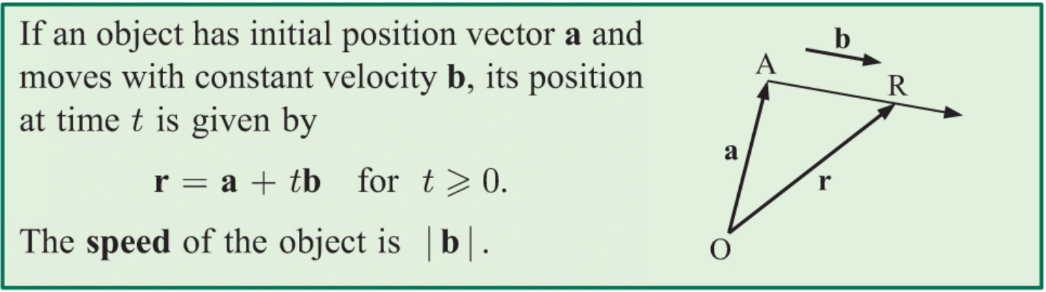 If an object has initial position vector a and
moves with constant velocity b, its position
at time t is given by
r = a + tb for t ⩾ 0.
The speed of the object is | b | .
b
A
R
a
r
O